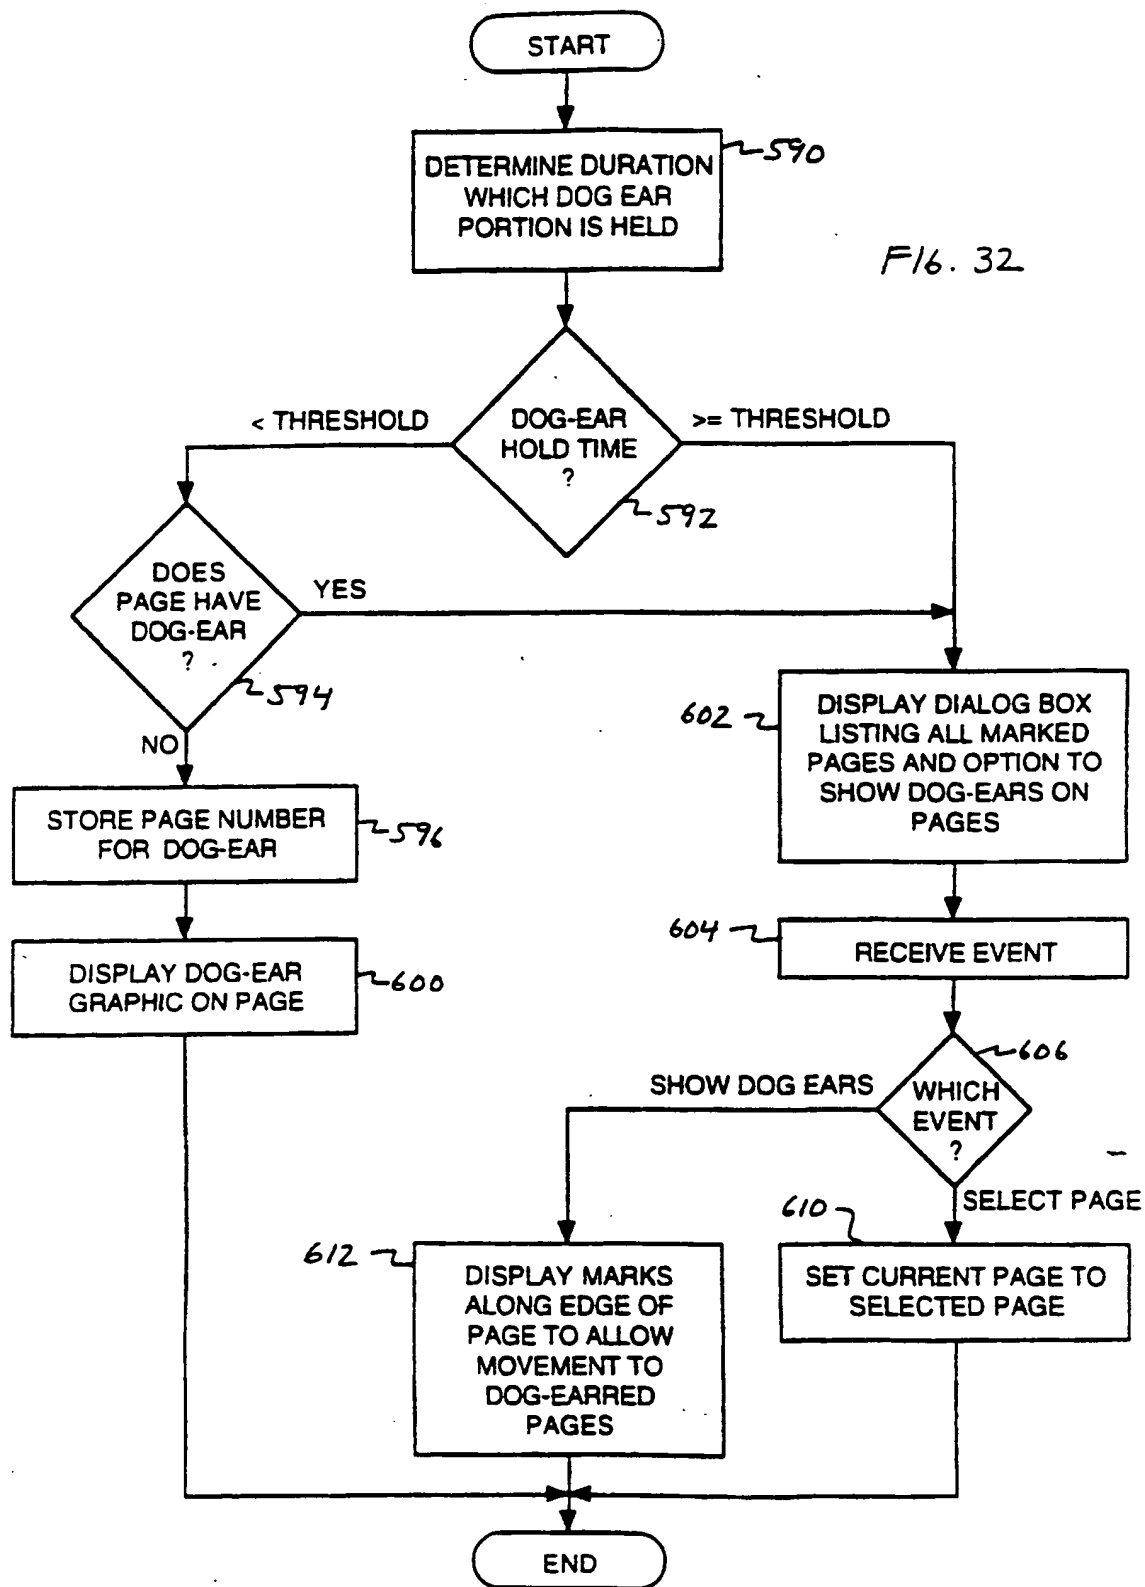 START
DETERMINE DURATION
WHICH DOG EAR
PORTION IS HELD
590
FIG. 32
< THRESHOLD
DOG-EAR
HOLD TIME
?
>= THRESHOLD
592
DOES
PAGE HAVE
DOG-EAR
?
YES
594
NO
STORE PAGE NUMBER
FOR DOG-EAR
596
DISPLAY DOG-EAR
GRAPHIC ON PAGE
600
602
DISPLAY DIALOG BOX
LISTING ALL MARKED
PAGES AND OPTION TO
SHOW DOG-EARS ON
PAGES
604
RECEIVE EVENT
606
SHOW DOG EARS
WHICH
EVENT
?
SELECT PAGE
610
SET CURRENT PAGE TO
SELECTED PAGE
612
DISPLAY MARKS
ALONG EDGE OF
PAGE TO ALLOW
MOVEMENT TO
DOG-EARRED
PAGES
END